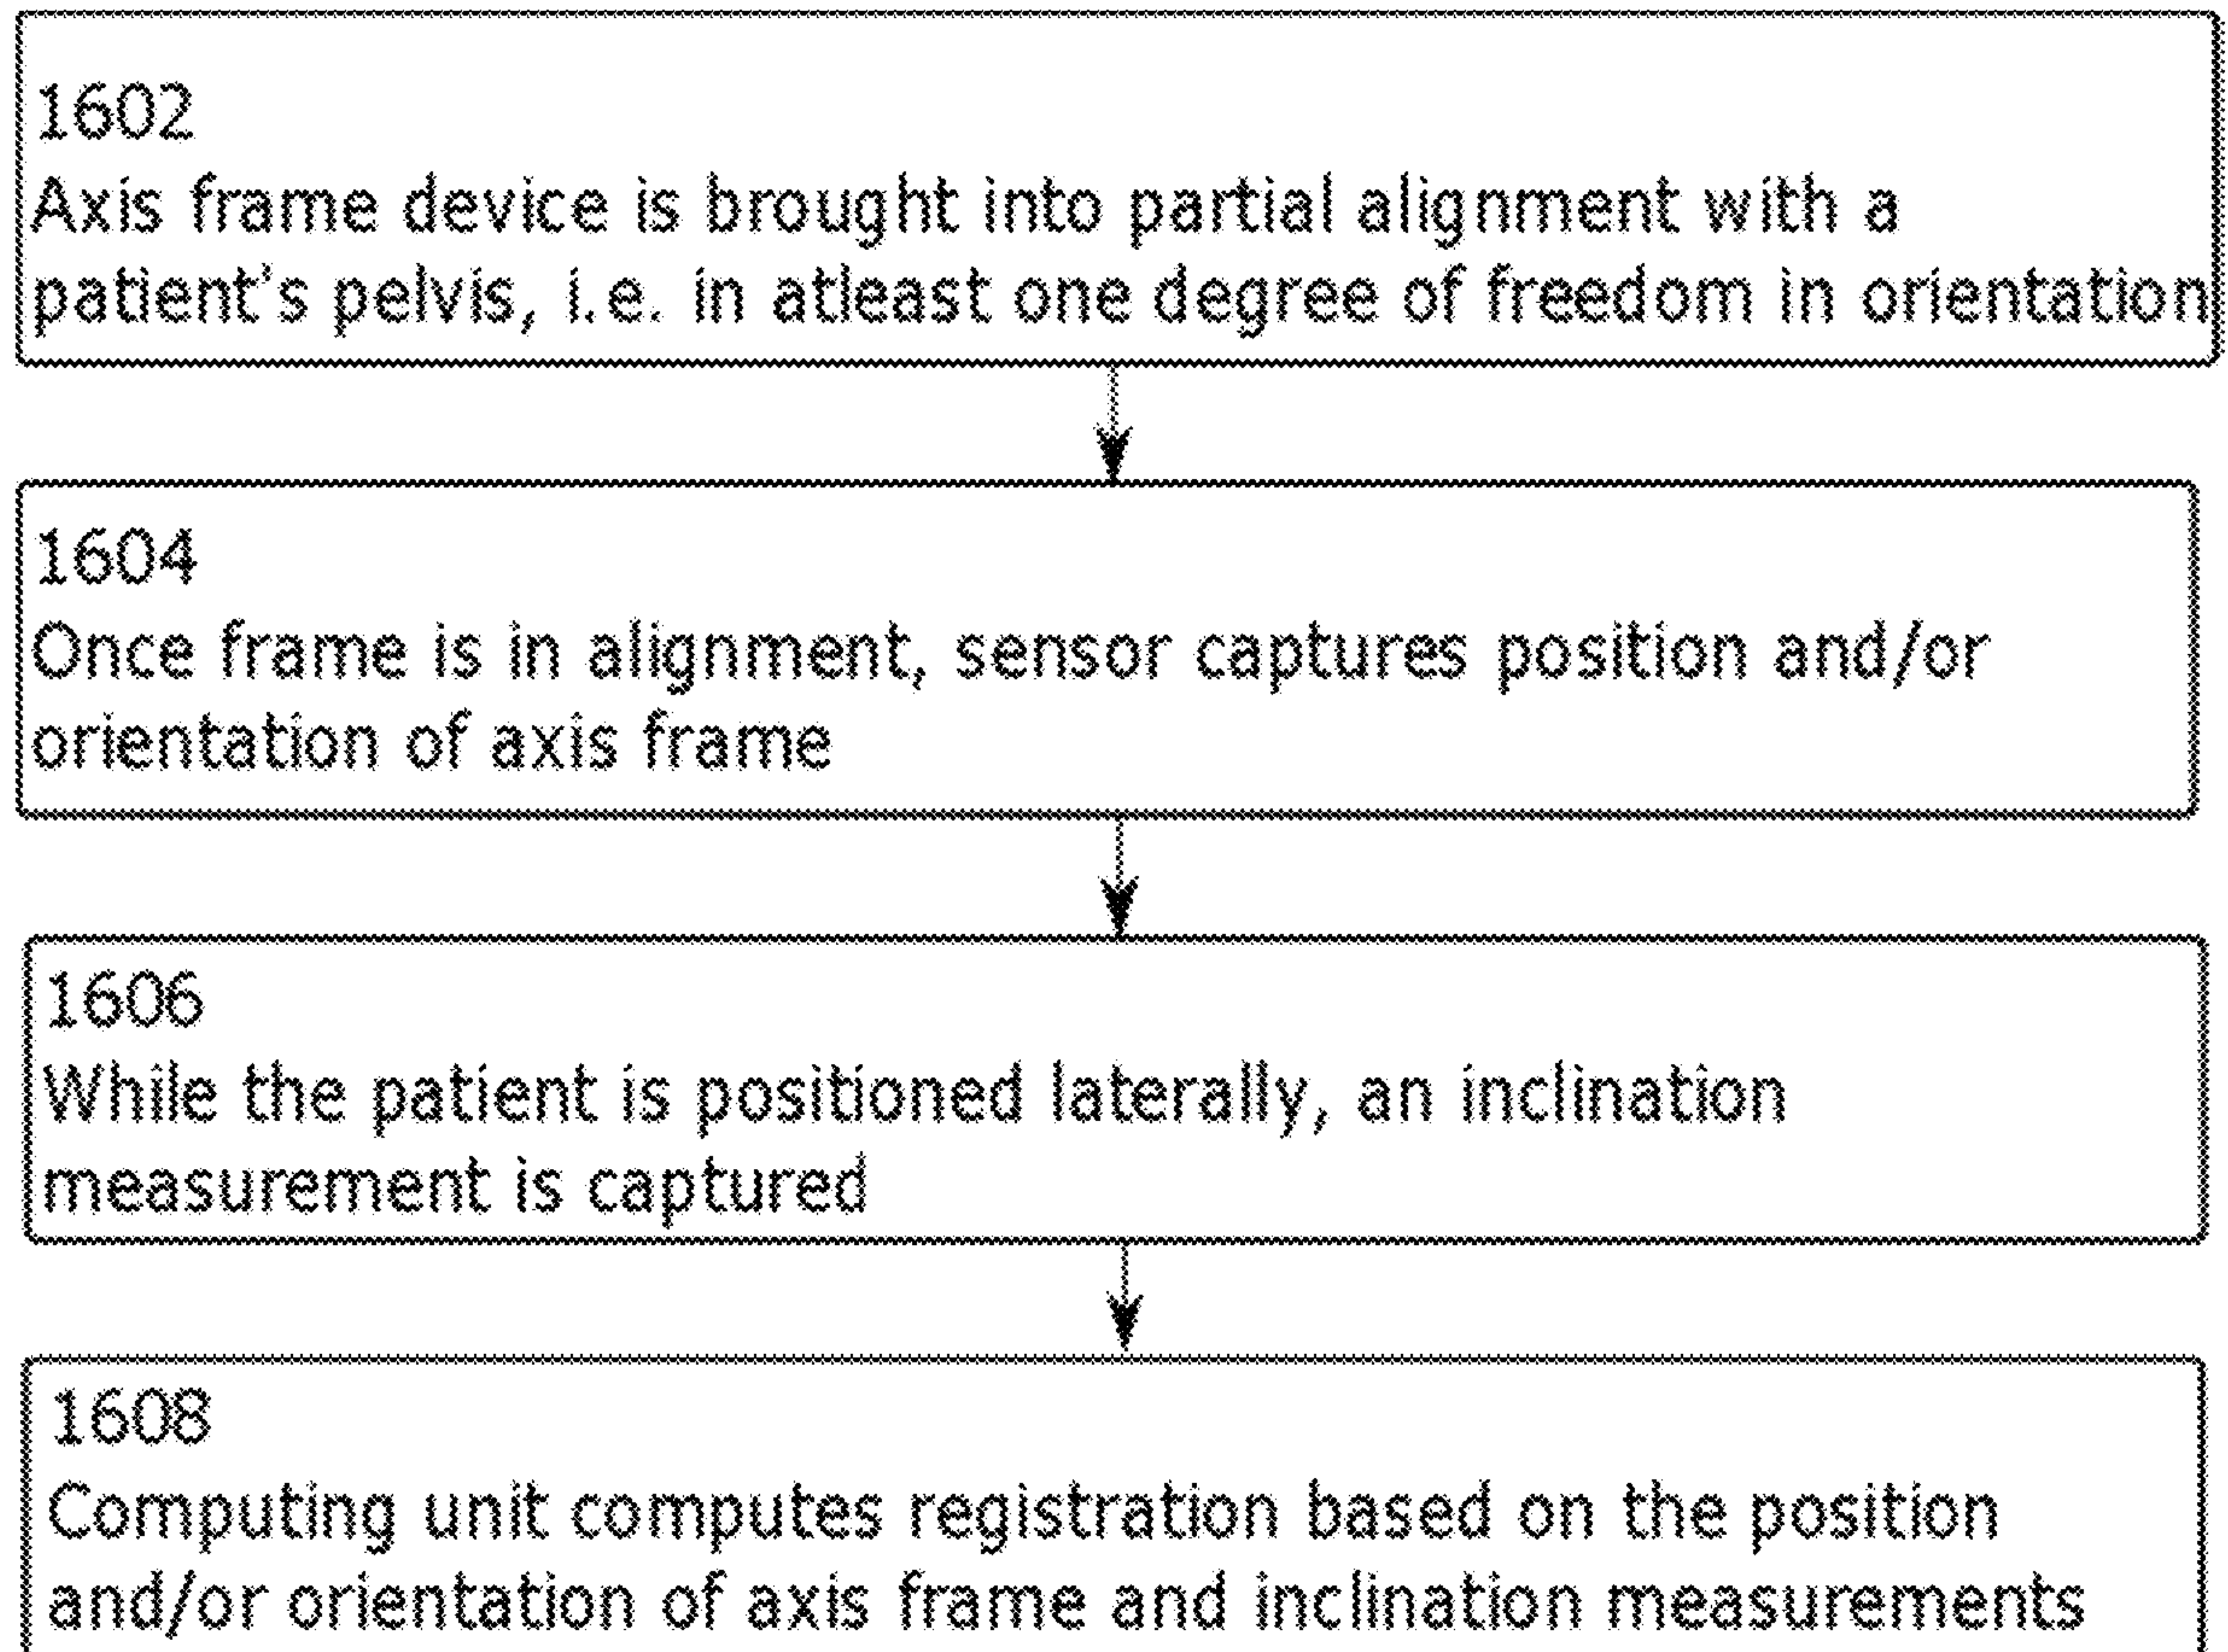 1602
Axis frame device is brought into partial alignment with a
patient's pelvis, i.e. in atleast one degree of freedom in orientation
1604
Once frame is in alignment, sensor captures position and/or
orientation of axis frame
1606
While the patient is positioned laterally, an inclination
measurement is captured
1608
Computing unit computes registration based on the position
and/or orientation of axis frame and inclination measurements